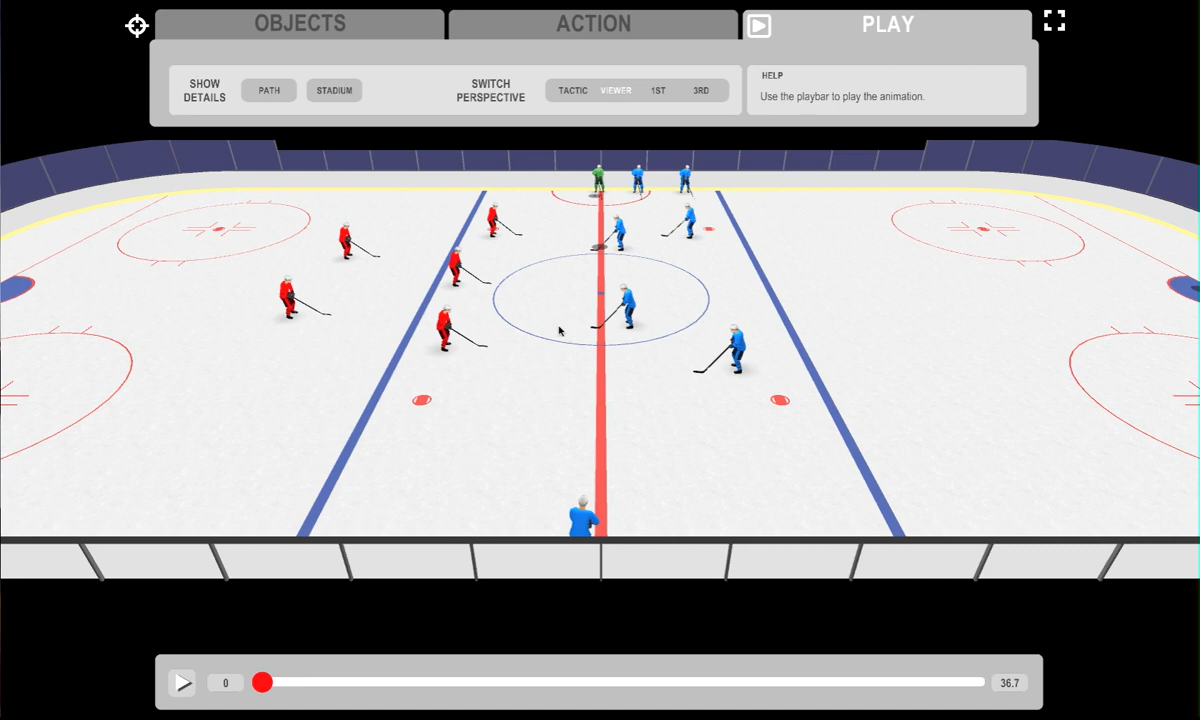 OBJECTS
ACTION
PLAY
SHOW
DETAILS
PATH
STADIUM
SWITCH
PERSPECTIVE
TACTIC
VIEWER
1ST
3RD
HELP
Use the playbar to play the animation.
0
36.7